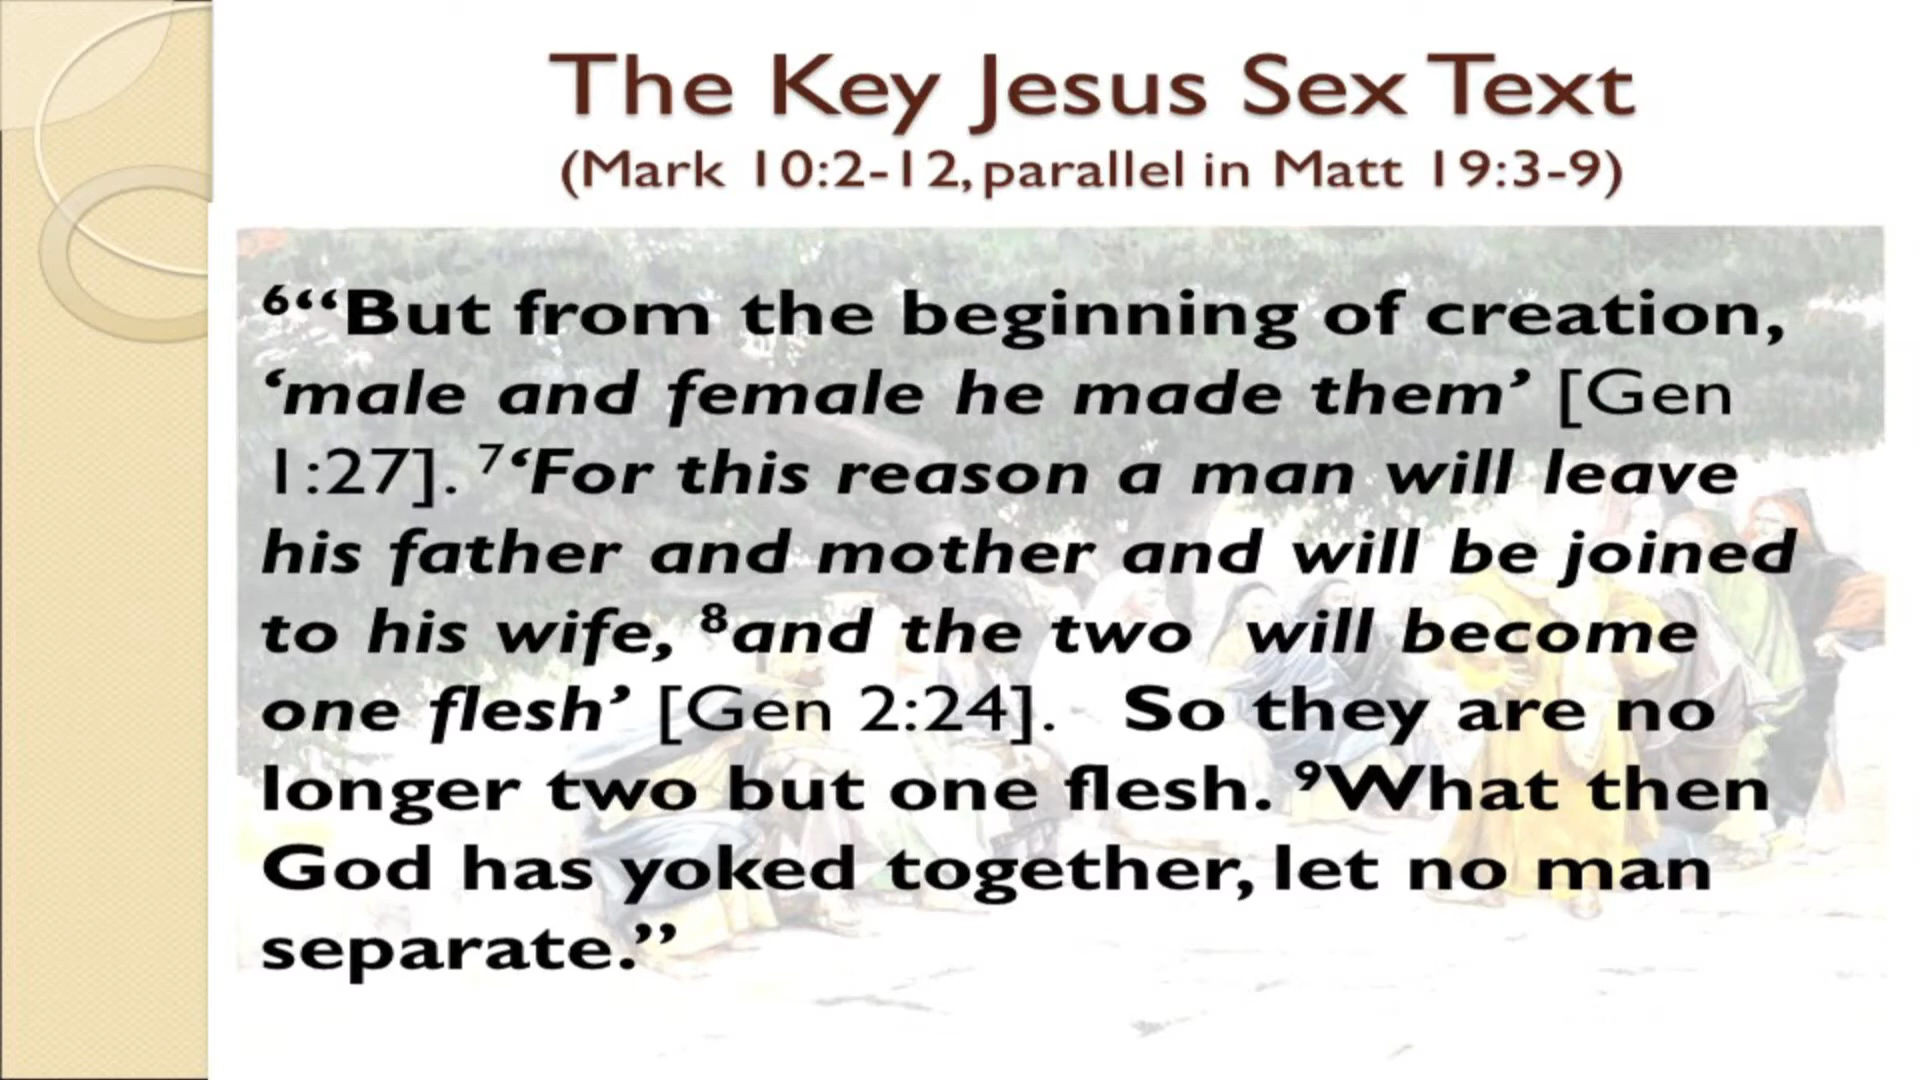 The Key Jesus Sex Text
(Mark 10:2-12, parallel in Matt 19:3-9)
⁶“But from the beginning of creation,
‘male and female he made them’ [Gen
1:27]. ⁷‘For this reason a man will leave
his father and mother and will be joined
to his wife, ⁸and the two will become
one flesh’ [Gen 2:24]. So they are no
longer two but one flesh. ⁹What then
God has yoked together, let no man
separate.”